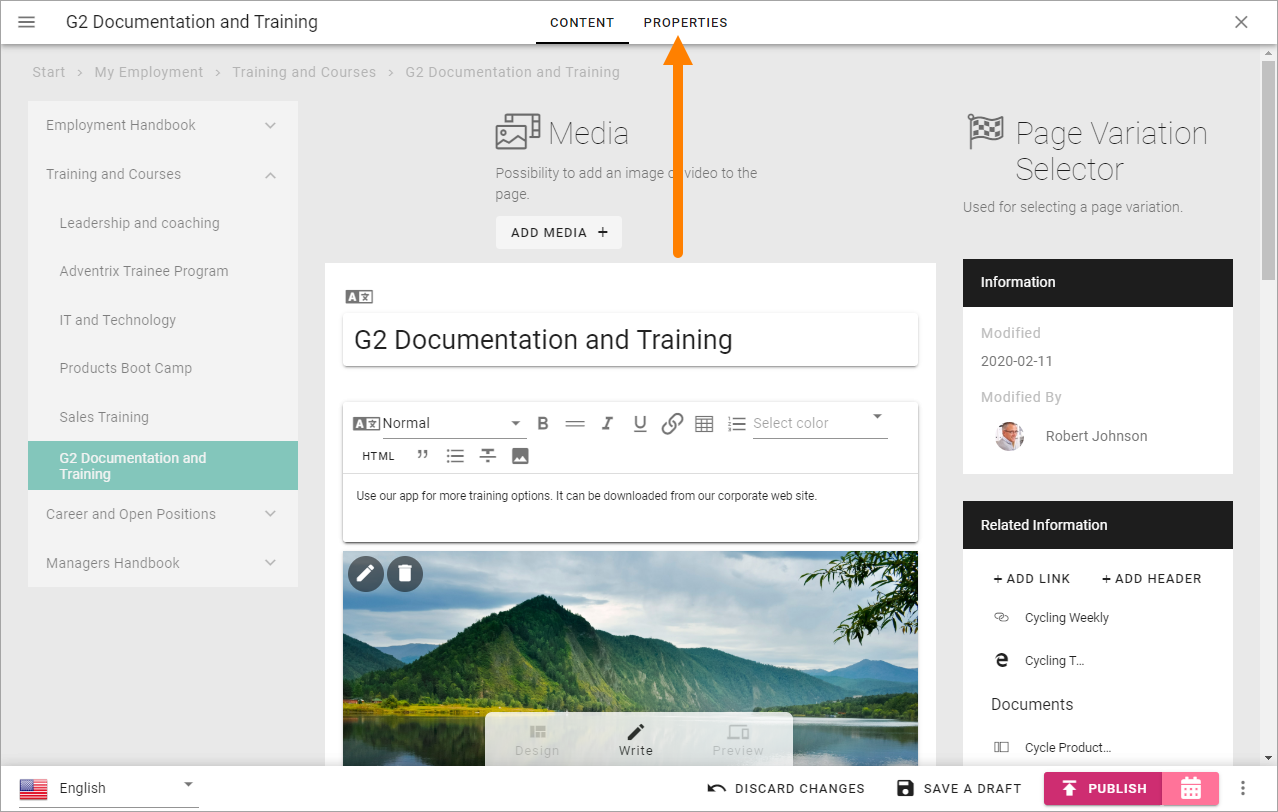 G2 Documentation and Training
CONTENT
PROPERTIES
Start > My Employment > Training and Courses > G2 Documentation and Training
Employment Handbook
Training and Courses
Leadership and coaching
Adventrix Trainee Program
IT and Technology
Products Boot Camp
Sales Training
G2 Documentation and
Training
Career and Open Positions
Managers Handbook
Media
Possibility to add an image or video to the
page.
ADD MEDIA +
Page Variation
Selector
Used for selecting a page variation.
G2 Documentation and Training
Normal
B
I
U
Select color
HTML
Use our app for more training options. It can be downloaded from our corporate web site.
Design
Write
Preview
Information
Modified
2020-02-11
Modified By
Robert Johnson
Related Information
+ ADD LINK
+ ADD HEADER
Cycling Weekly
Cycling T...
Documents
Cycle Product...
English
DISCARD CHANGES
SAVE A DRAFT
PUBLISH